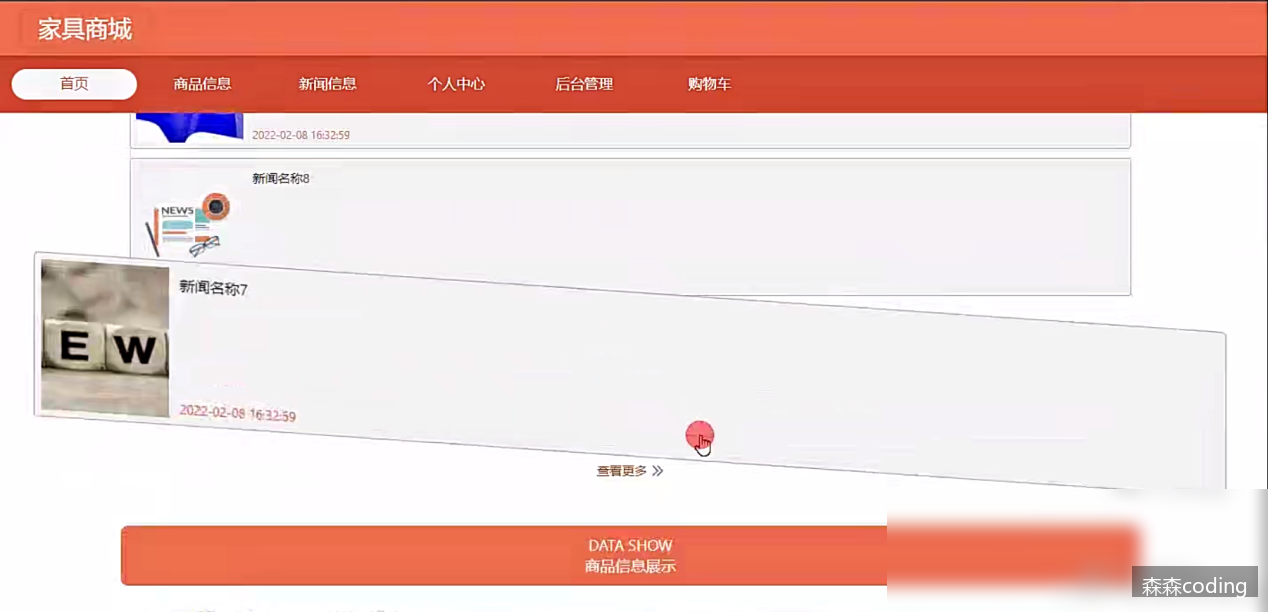 家具商城
首页 商品信息 新闻信息 个人中心 后台管理 购物车
2022-02-08 16:32:59
新闻名称8
NEWS
新闻名称7
E W
2022-02-08 16:32:59
查看更多
DATA SHOW
商品信息展示
森森coding